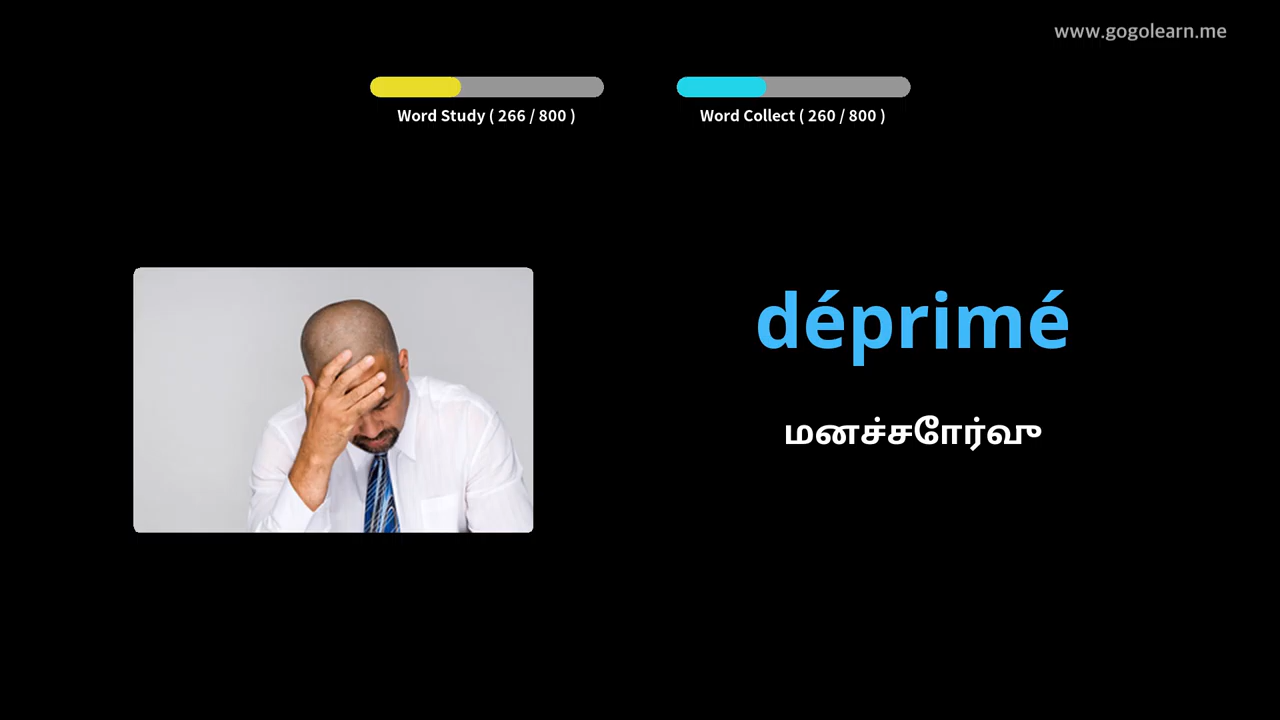 www.gogolearn.me
Word Study ( 266 / 800 )
Word Collect ( 260 / 800 )
déprimé
மனச்சோர்வு